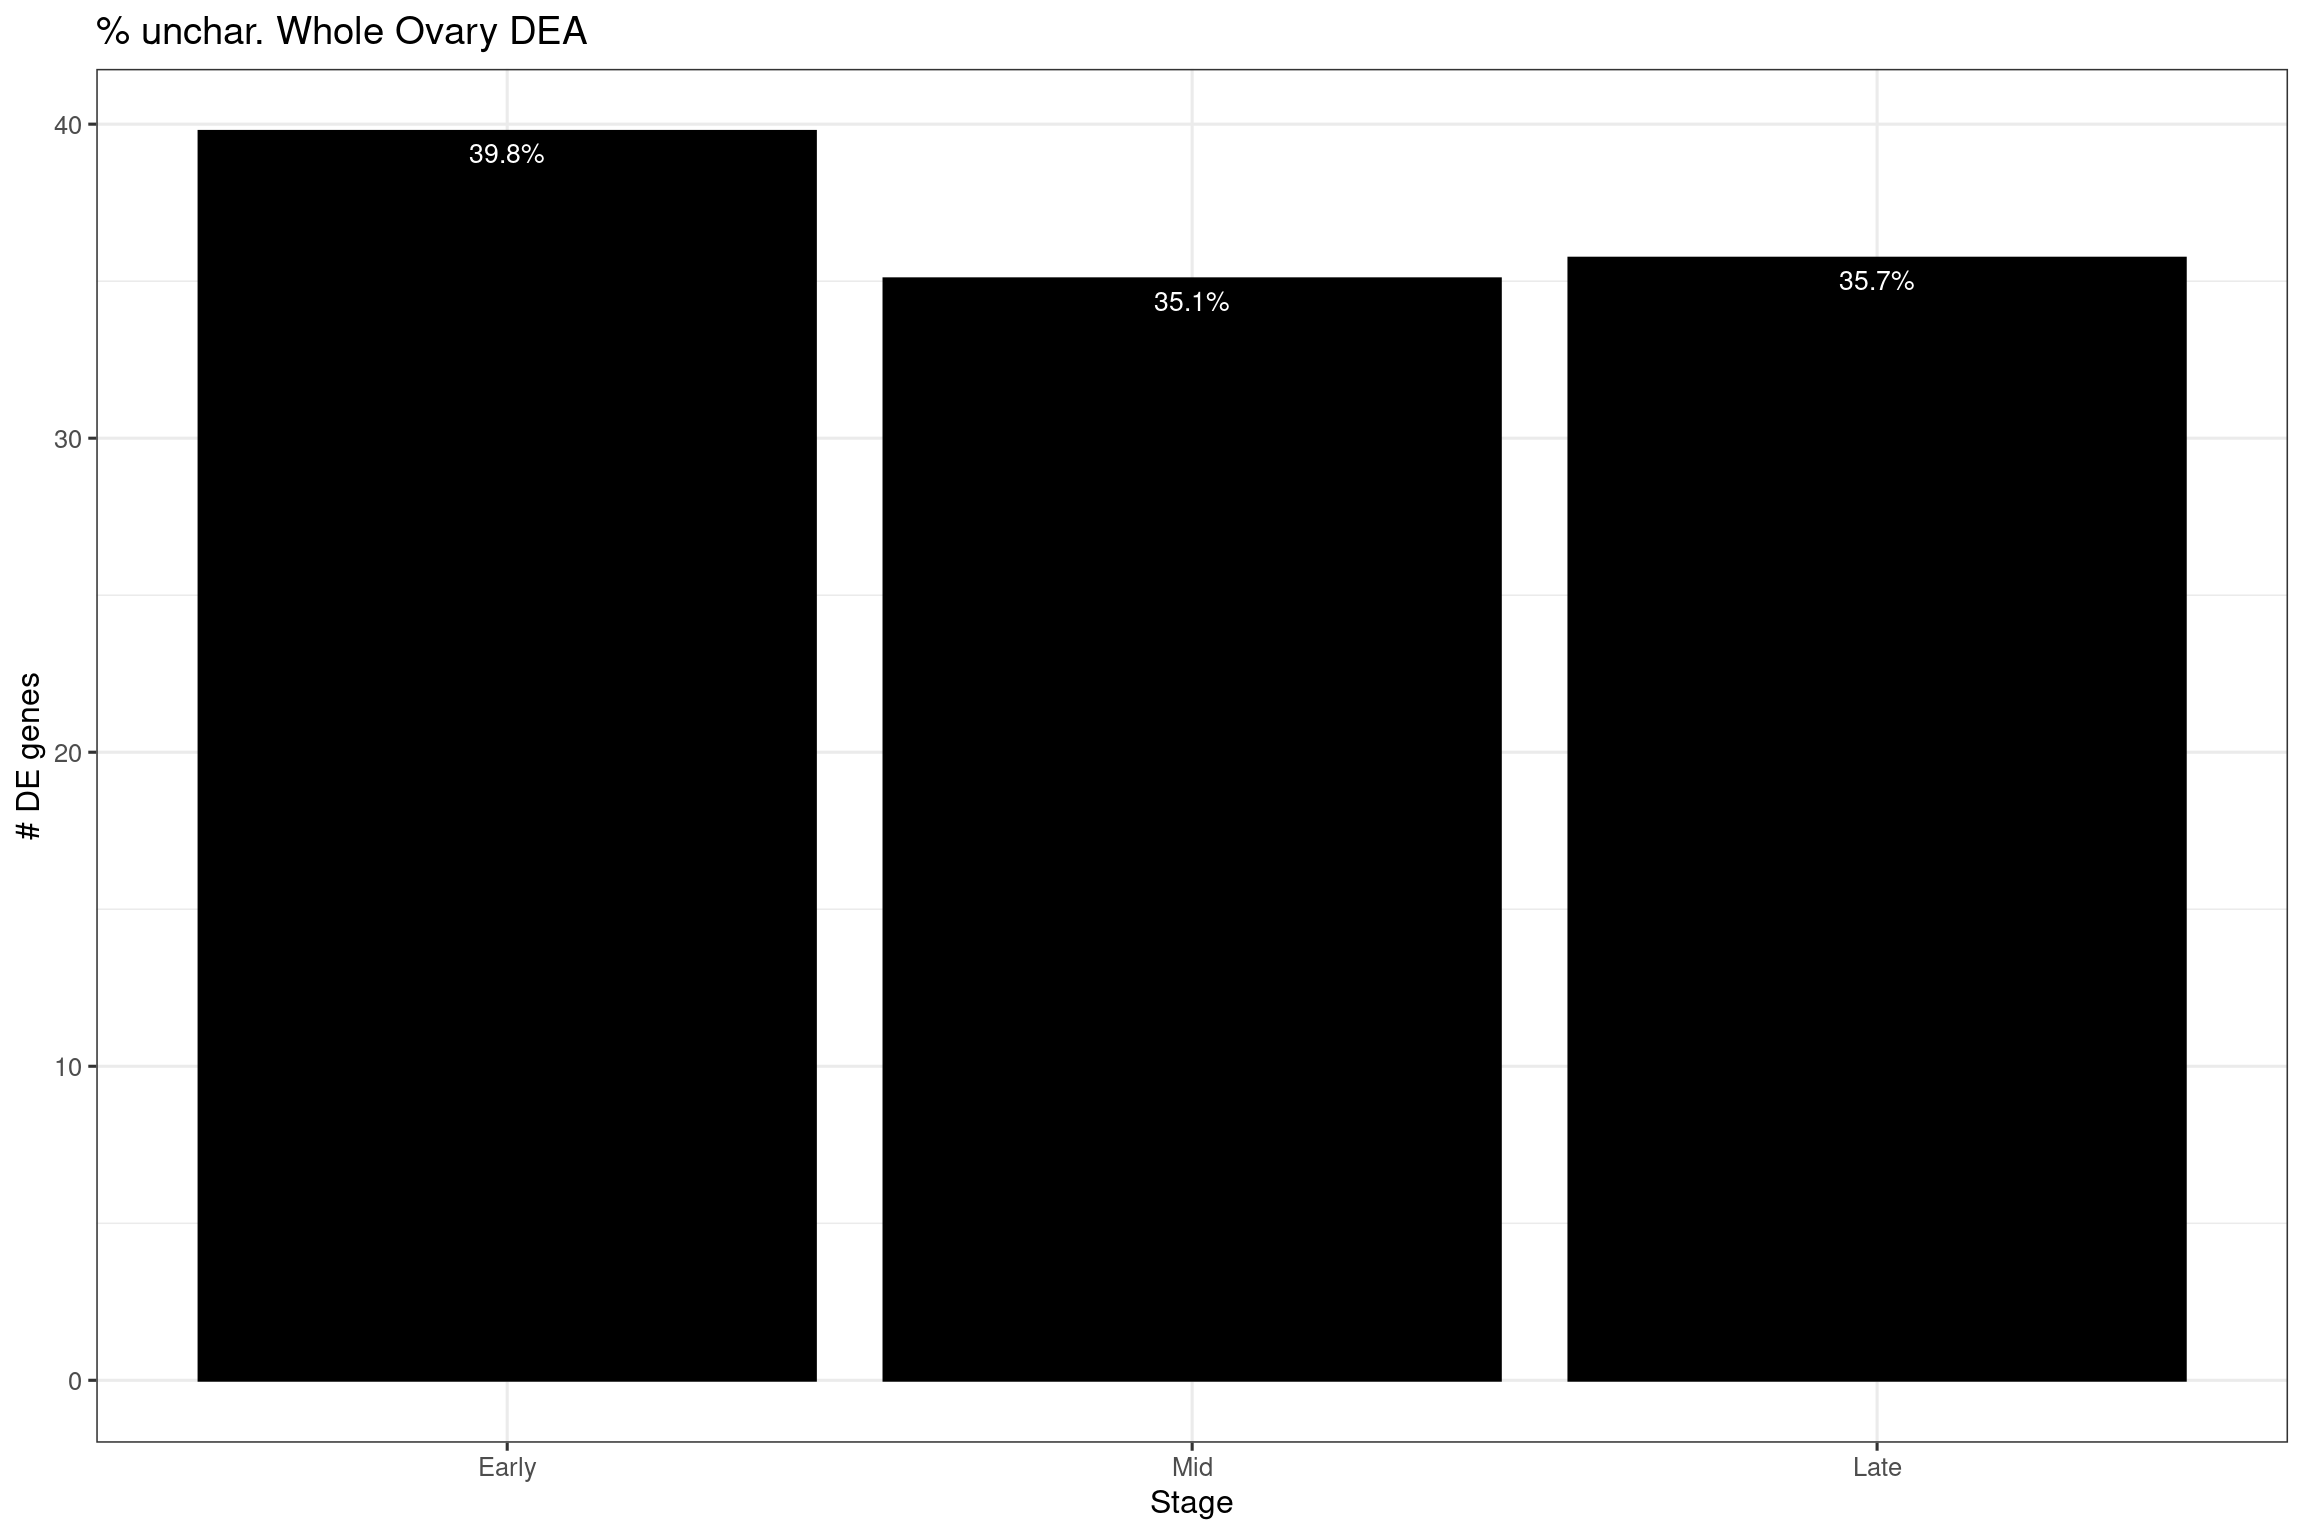 % unchar. Whole Ovary DEA
# DE genes
40
30
20
10
0
39.8%
35.1%
35.7%
Early
Mid
Late
Stage